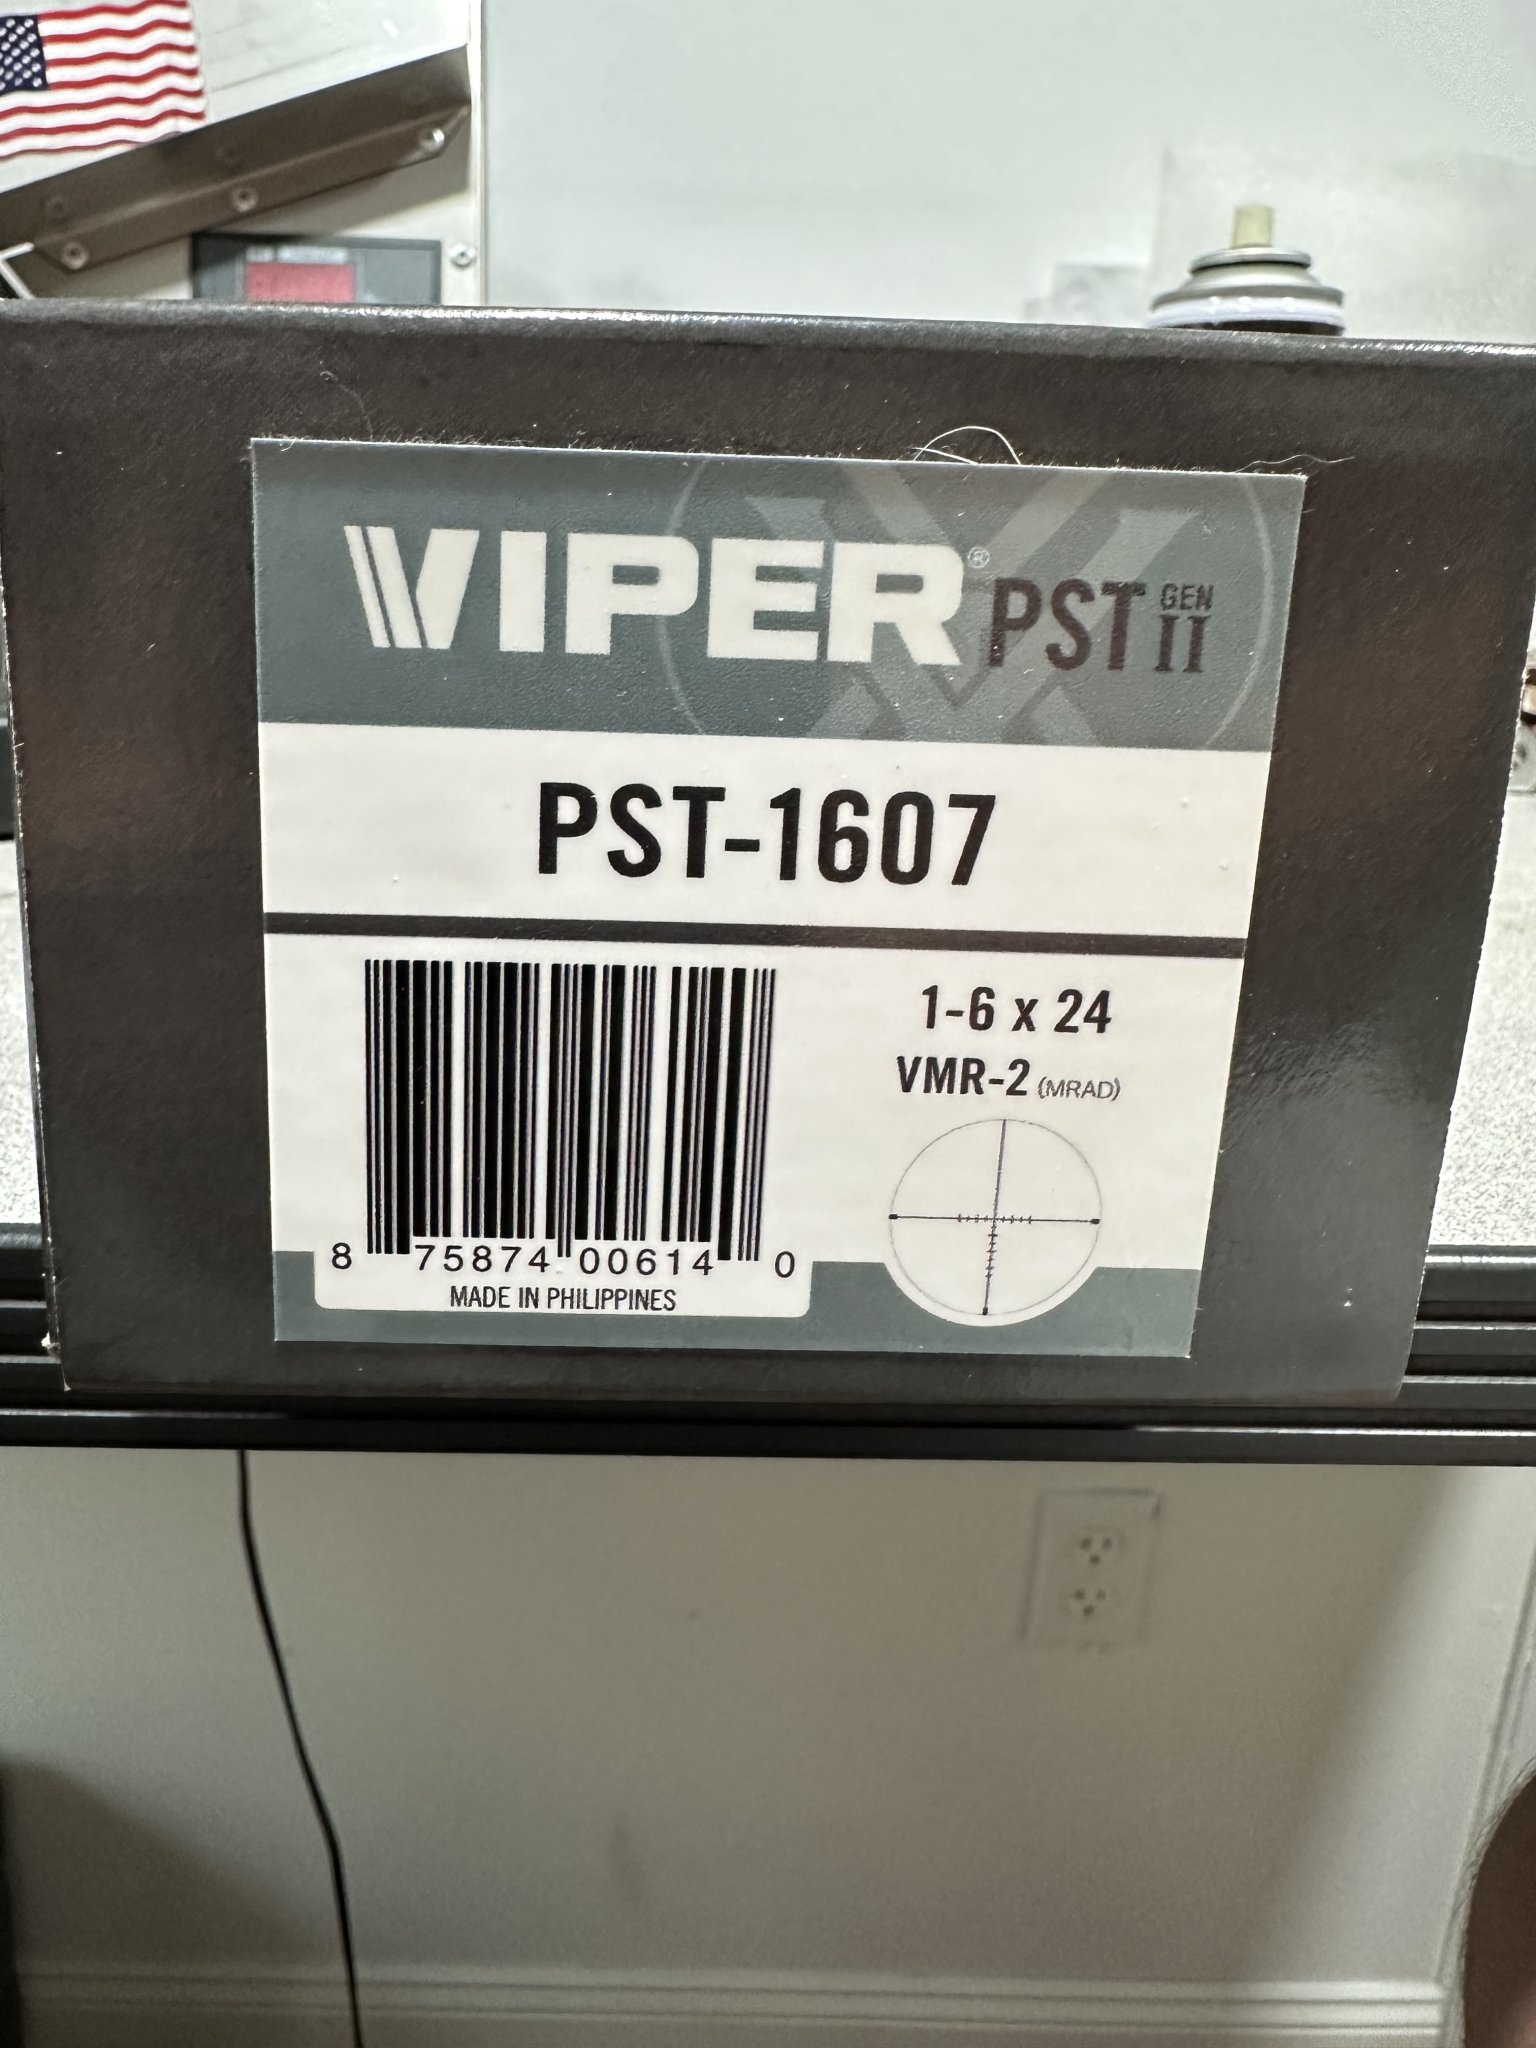 VIPER® PST GEN II
PST-1607
1-6 x 24
VMR-2 (MRAD)
8 75874 00614 0
MADE IN PHILIPPINES